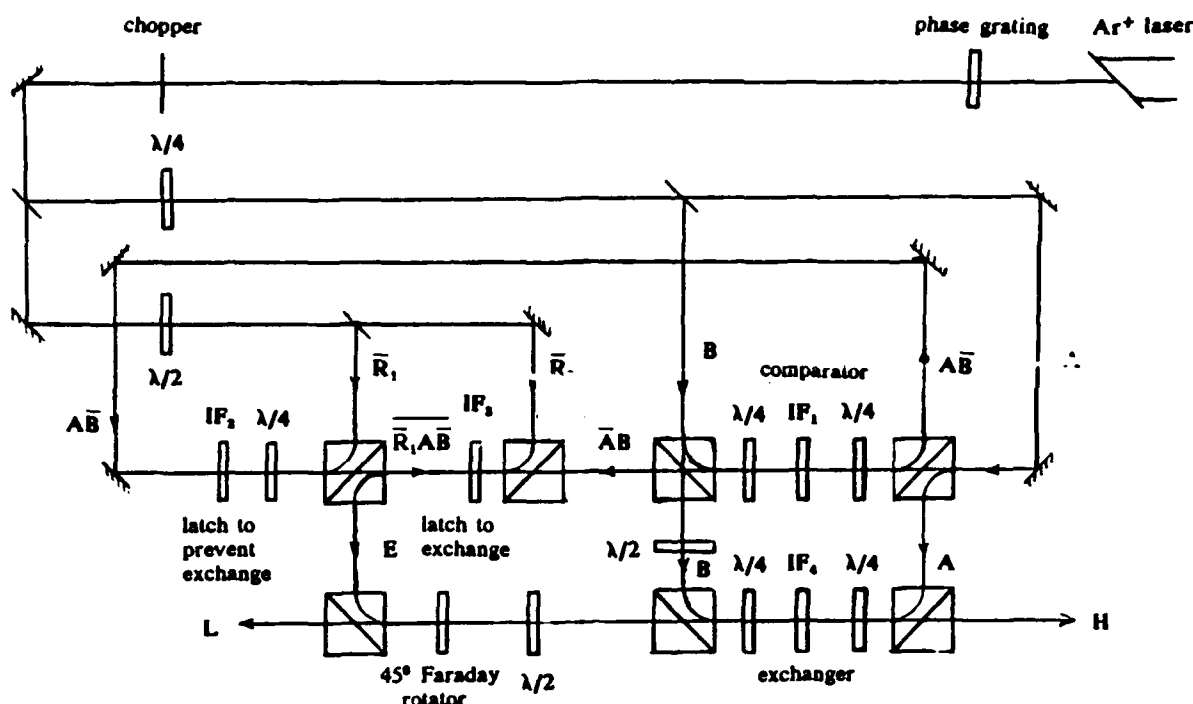 chopper
phase grating
Ar⁺ laser
λ/4
λ/2
R̅₁
R̅
B
comparator
AB̅
AB̅
IF₂ λ/4
R̅₁AB̅
IF₃
A̅B
λ/4 IF₁ λ/4
latch to
prevent
exchange
latch to
exchange
E
λ/2
B
λ/4 IF₄ λ/4
A
L
H
45° Faraday
rotator
λ/2
exchanger